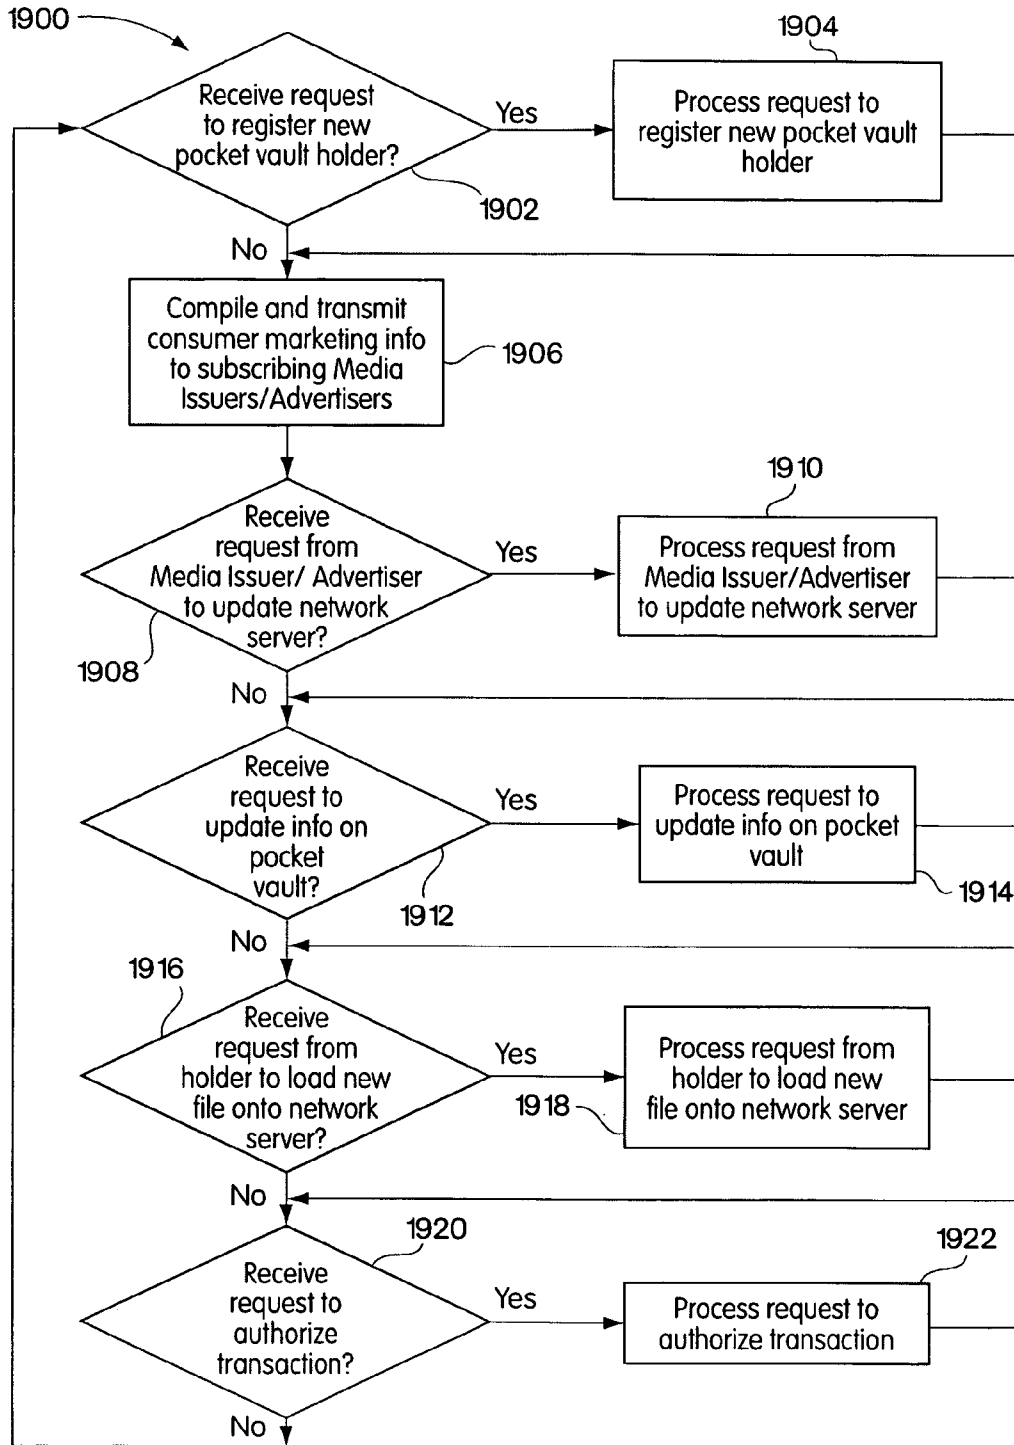 1900
Receive request
to register new
pocket vault holder?
1902
Yes
1904
Process request to
register new pocket vault
holder
No
Compile and transmit
consumer marketing info
to subscribing Media
Issuers/Advertisers
1906
Receive
request from
Media Issuer/ Advertiser
to update network
server?
1908
Yes
1910
Process request from
Media Issuer/Advertiser
to update network server
No
Receive
request to
update info on
pocket
vault?
1912
Yes
Process request to
update info on pocket
vault
1914
No
1916
Receive
request from
holder to load new
file onto network
server?
Yes
Process request from
holder to load new
file onto network server
1918
No
1920
Receive
request to
authorize
transaction?
Yes
1922
Process request to
authorize transaction
No